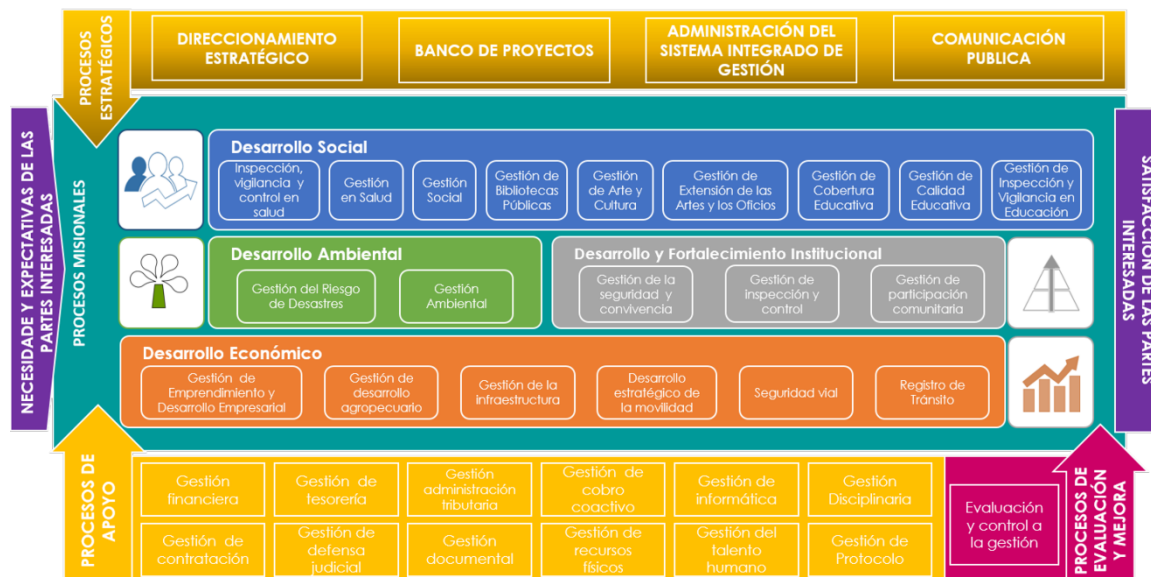 PROCESOS
ESTRATÉGICOS
DIRECCIONAMIENTO
ESTRATÉGICO
BANCO DE PROYECTOS
ADMINISTRACIÓN DEL
SISTEMA INTEGRADO DE
GESTIÓN
COMUNICACIÓN
PUBLICA
NECESIDADE Y EXPECTATIVAS DE LAS
PARTES INTERESADAS
PROCESOS MISIONALES
Desarrollo Social
Inspección,
vigilancia y
control en
salud
Gestión
en Salud
Gestión
Social
Gestión de
Bibliotecas
Públicas
Gestión
de Arte y
Cultura
Gestión de
Extensión de las
Artes y los Oficios
Gestión de
Cobertura
Educativa
Gestión de
Calidad
Educativa
Gestión de
Inspección y
Vigilancia en
Educación
Desarrollo Ambiental
Gestión del Riesgo
de Desastres
Gestión
Ambiental
Desarrollo y Fortalecimiento Institucional
Gestión de la
seguridad y
convivencia
Gestión de
inspección y
control
Gestión de
participación
comunitaria
Desarrollo Económico
Gestión de
Emprendimiento y
Desarrollo Empresarial
Gestión de
desarrollo
agropecuario
Gestión de la
infraestructura
Desarrollo
estratégico de
la movilidad
Seguridad vial
Registro de
Tránsito
SATISFACCIÓN DE LAS PARTES
INTERESADAS
PROCESOS DE
APOYO
Gestión
financiera
Gestión de
tesorería
Gestión
administración
tributaria
Gestión de
cobro
coactivo
Gestión de
informática
Gestión
Disciplinaria
Gestión de
contratación
Gestión de
defensa
judicial
Gestión
documental
Gestión de
recursos
físicos
Gestión del
talento
humano
Gestión de
Protocolo
Evaluación
y control a
la gestión
PROCESOS DE
EVALUACIÓN
Y MEJORA